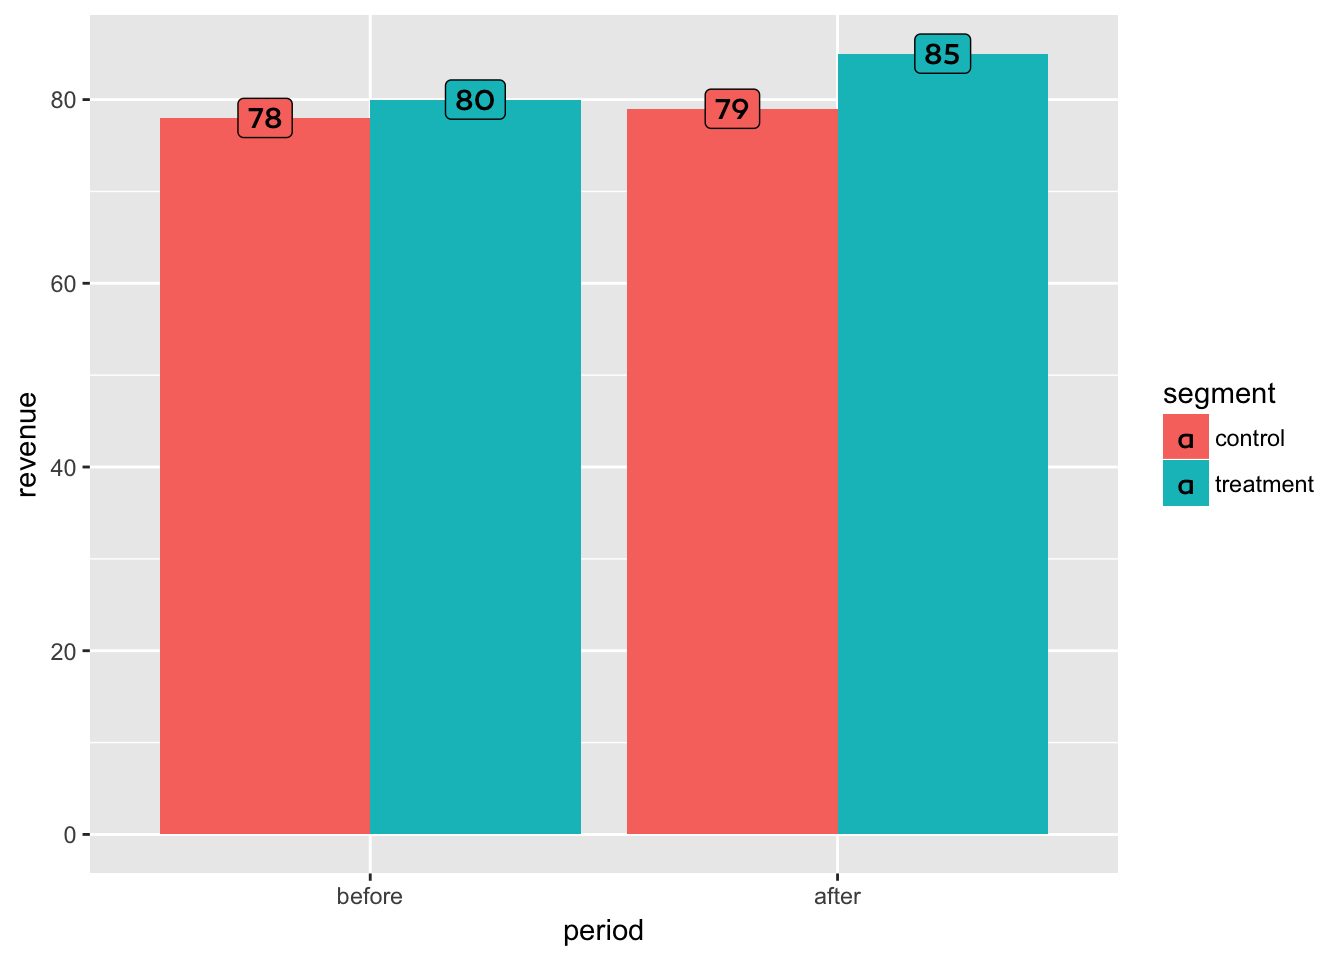 revenue
80
60
40
20
0
78
80
79
85
before
after
period
segment
a control
a treatment